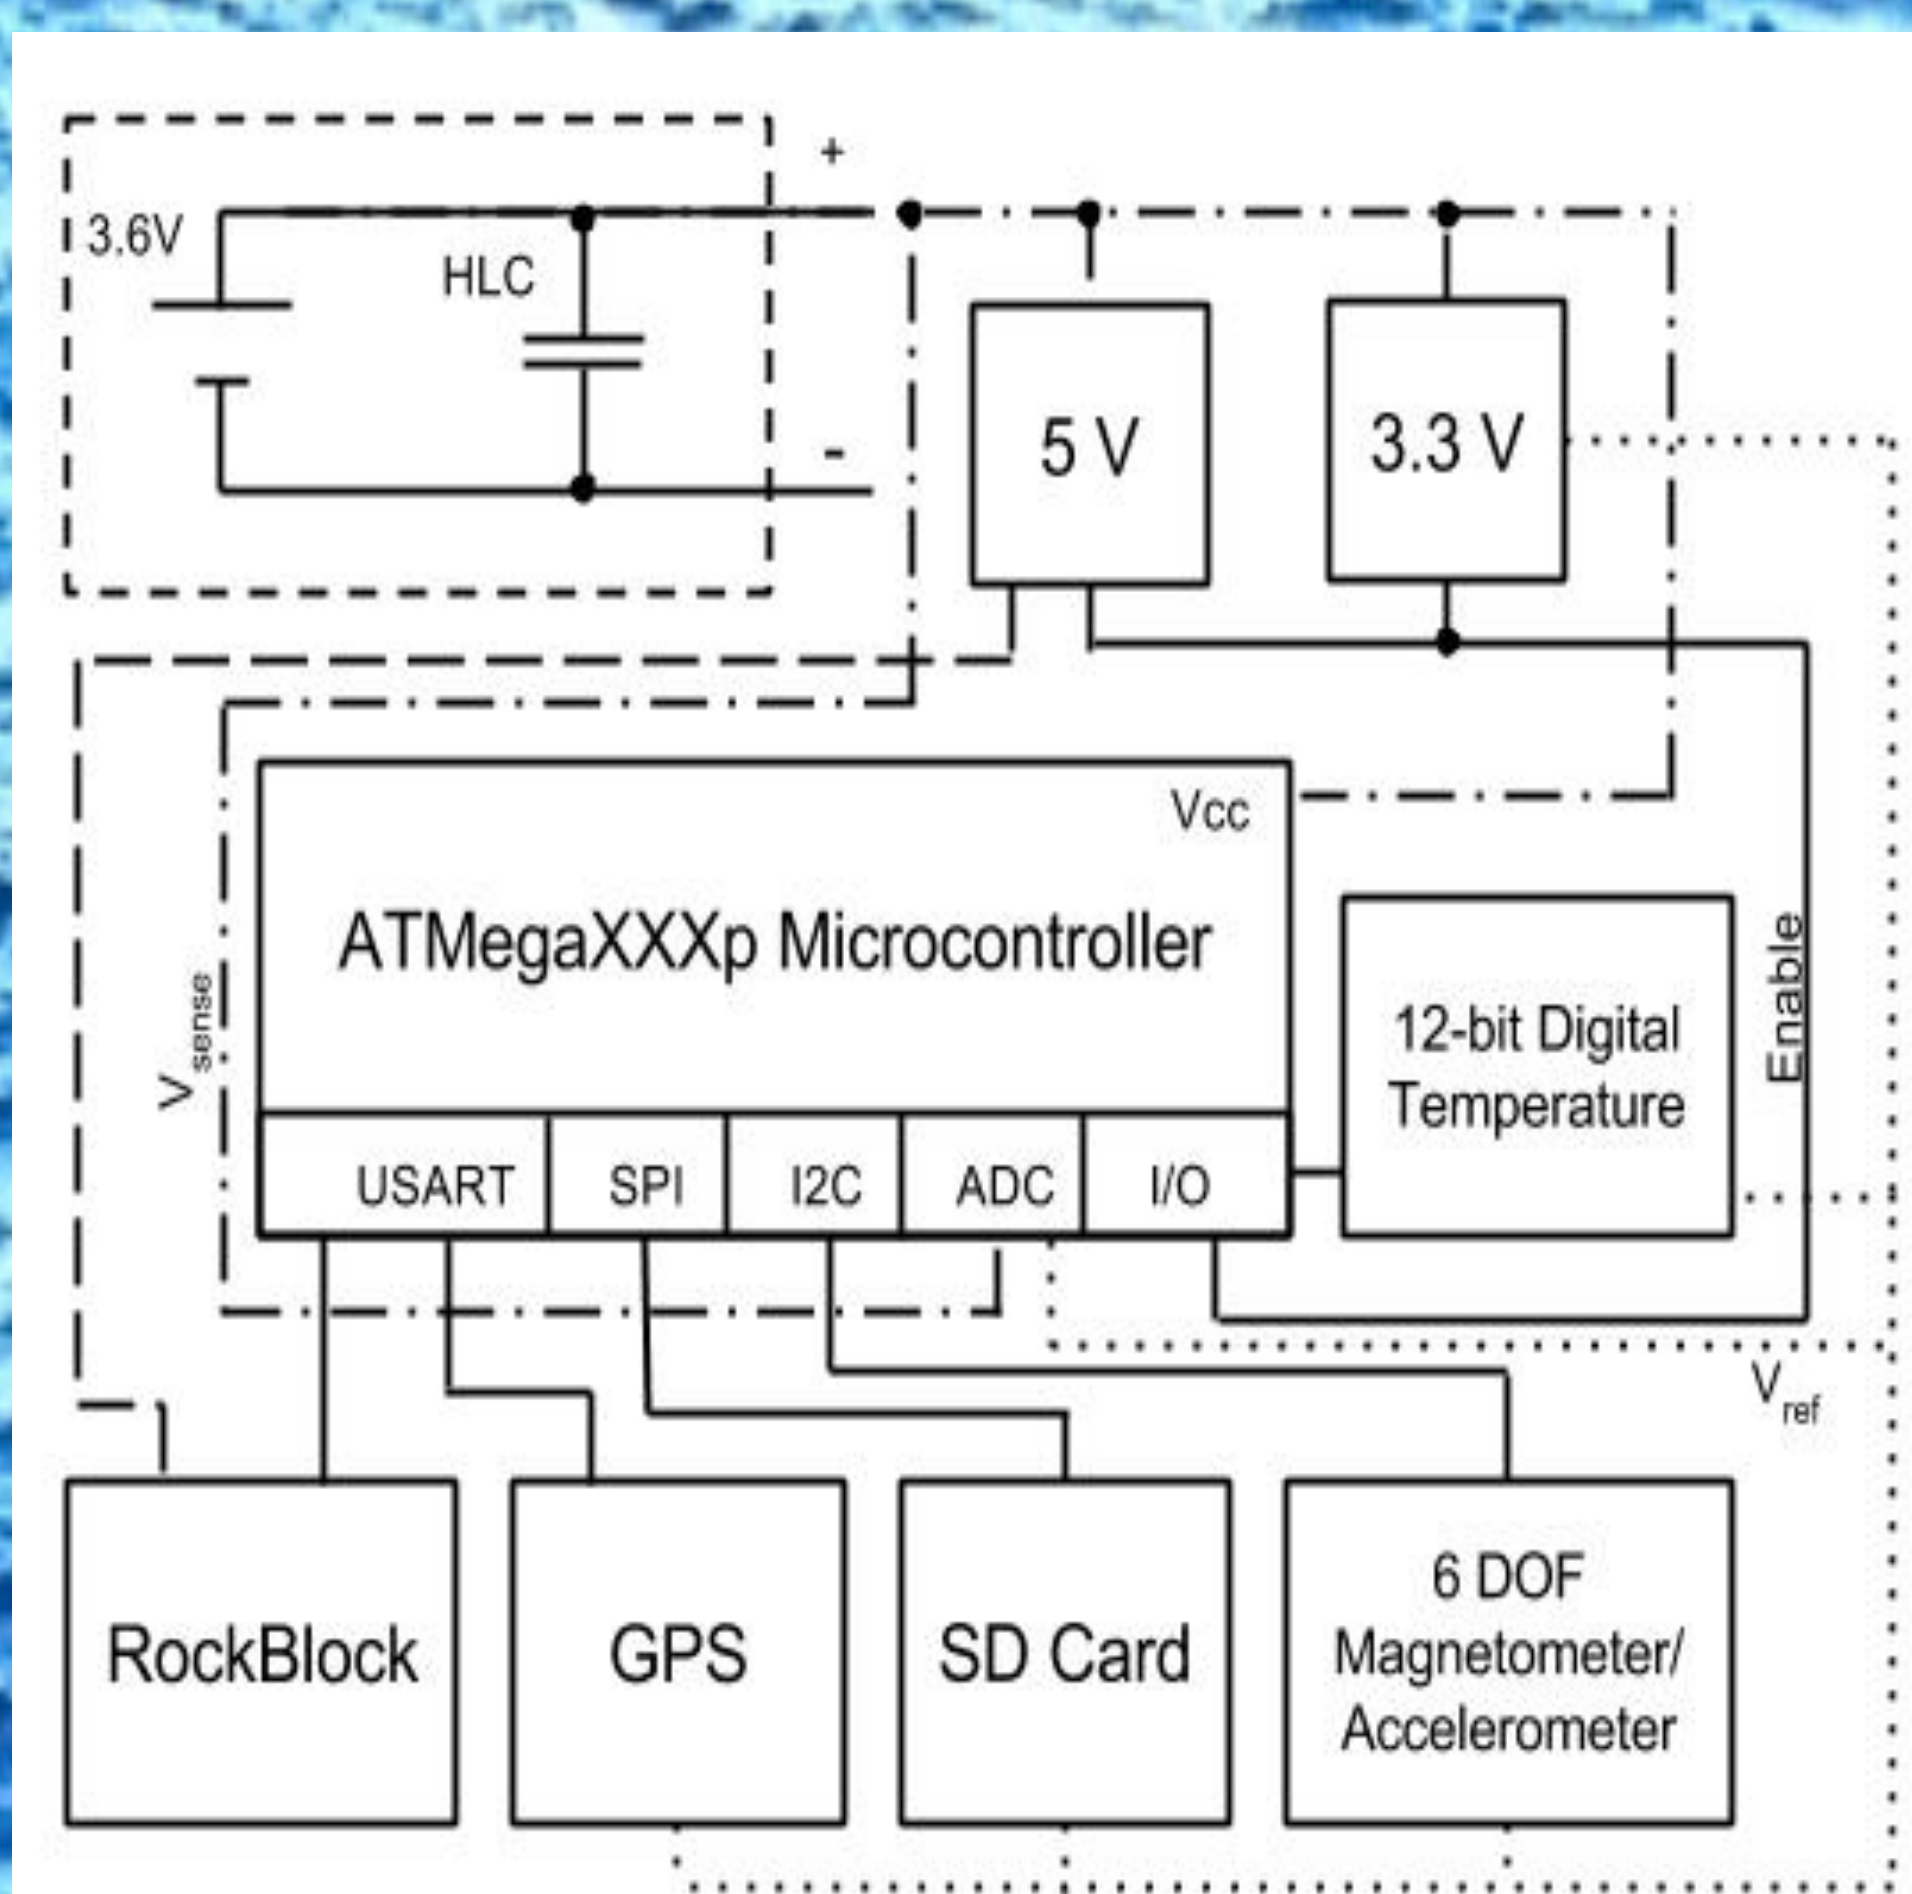 +
3.6V
HLC
-
5 V
3.3 V
Vcc
ATMegaXXXp Microcontroller
Vsense
12-bit Digital
Temperature
Enable
USART
SPI
I2C
ADC
I/O
Vref
RockBlock
GPS
SD Card
6 DOF
Magnetometer/
Accelerometer